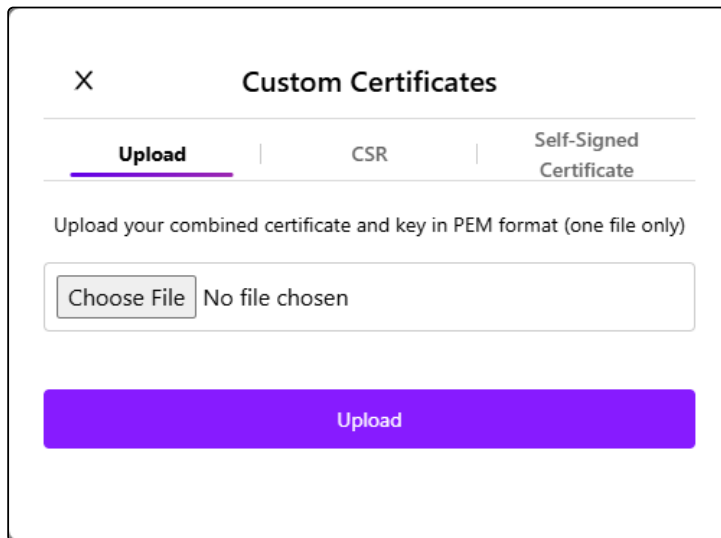 X Custom Certificates
Upload | CSR | Self-Signed
Certificate
Upload your combined certificate and key in PEM format (one file only)
Choose File No file chosen
Upload